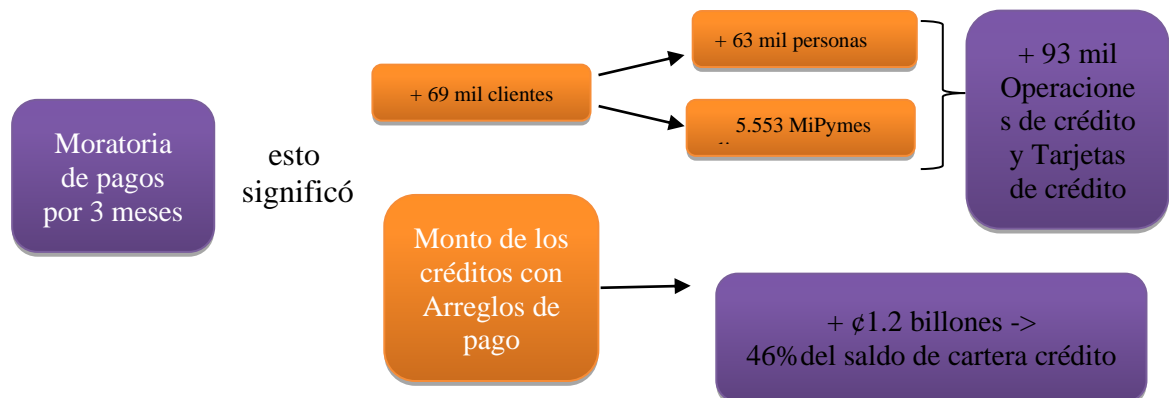 Moratoria
de pagos
por 3 meses
esto
significó
+ 69 mil clientes
+ 63 mil personas
5.553 MiPymes
+ 93 mil
Operacione
s de crédito
y Tarjetas
de crédito
Monto de los
créditos con
Arreglos de
pago
+ ¢1.2 billones ->
46% del saldo de cartera crédito